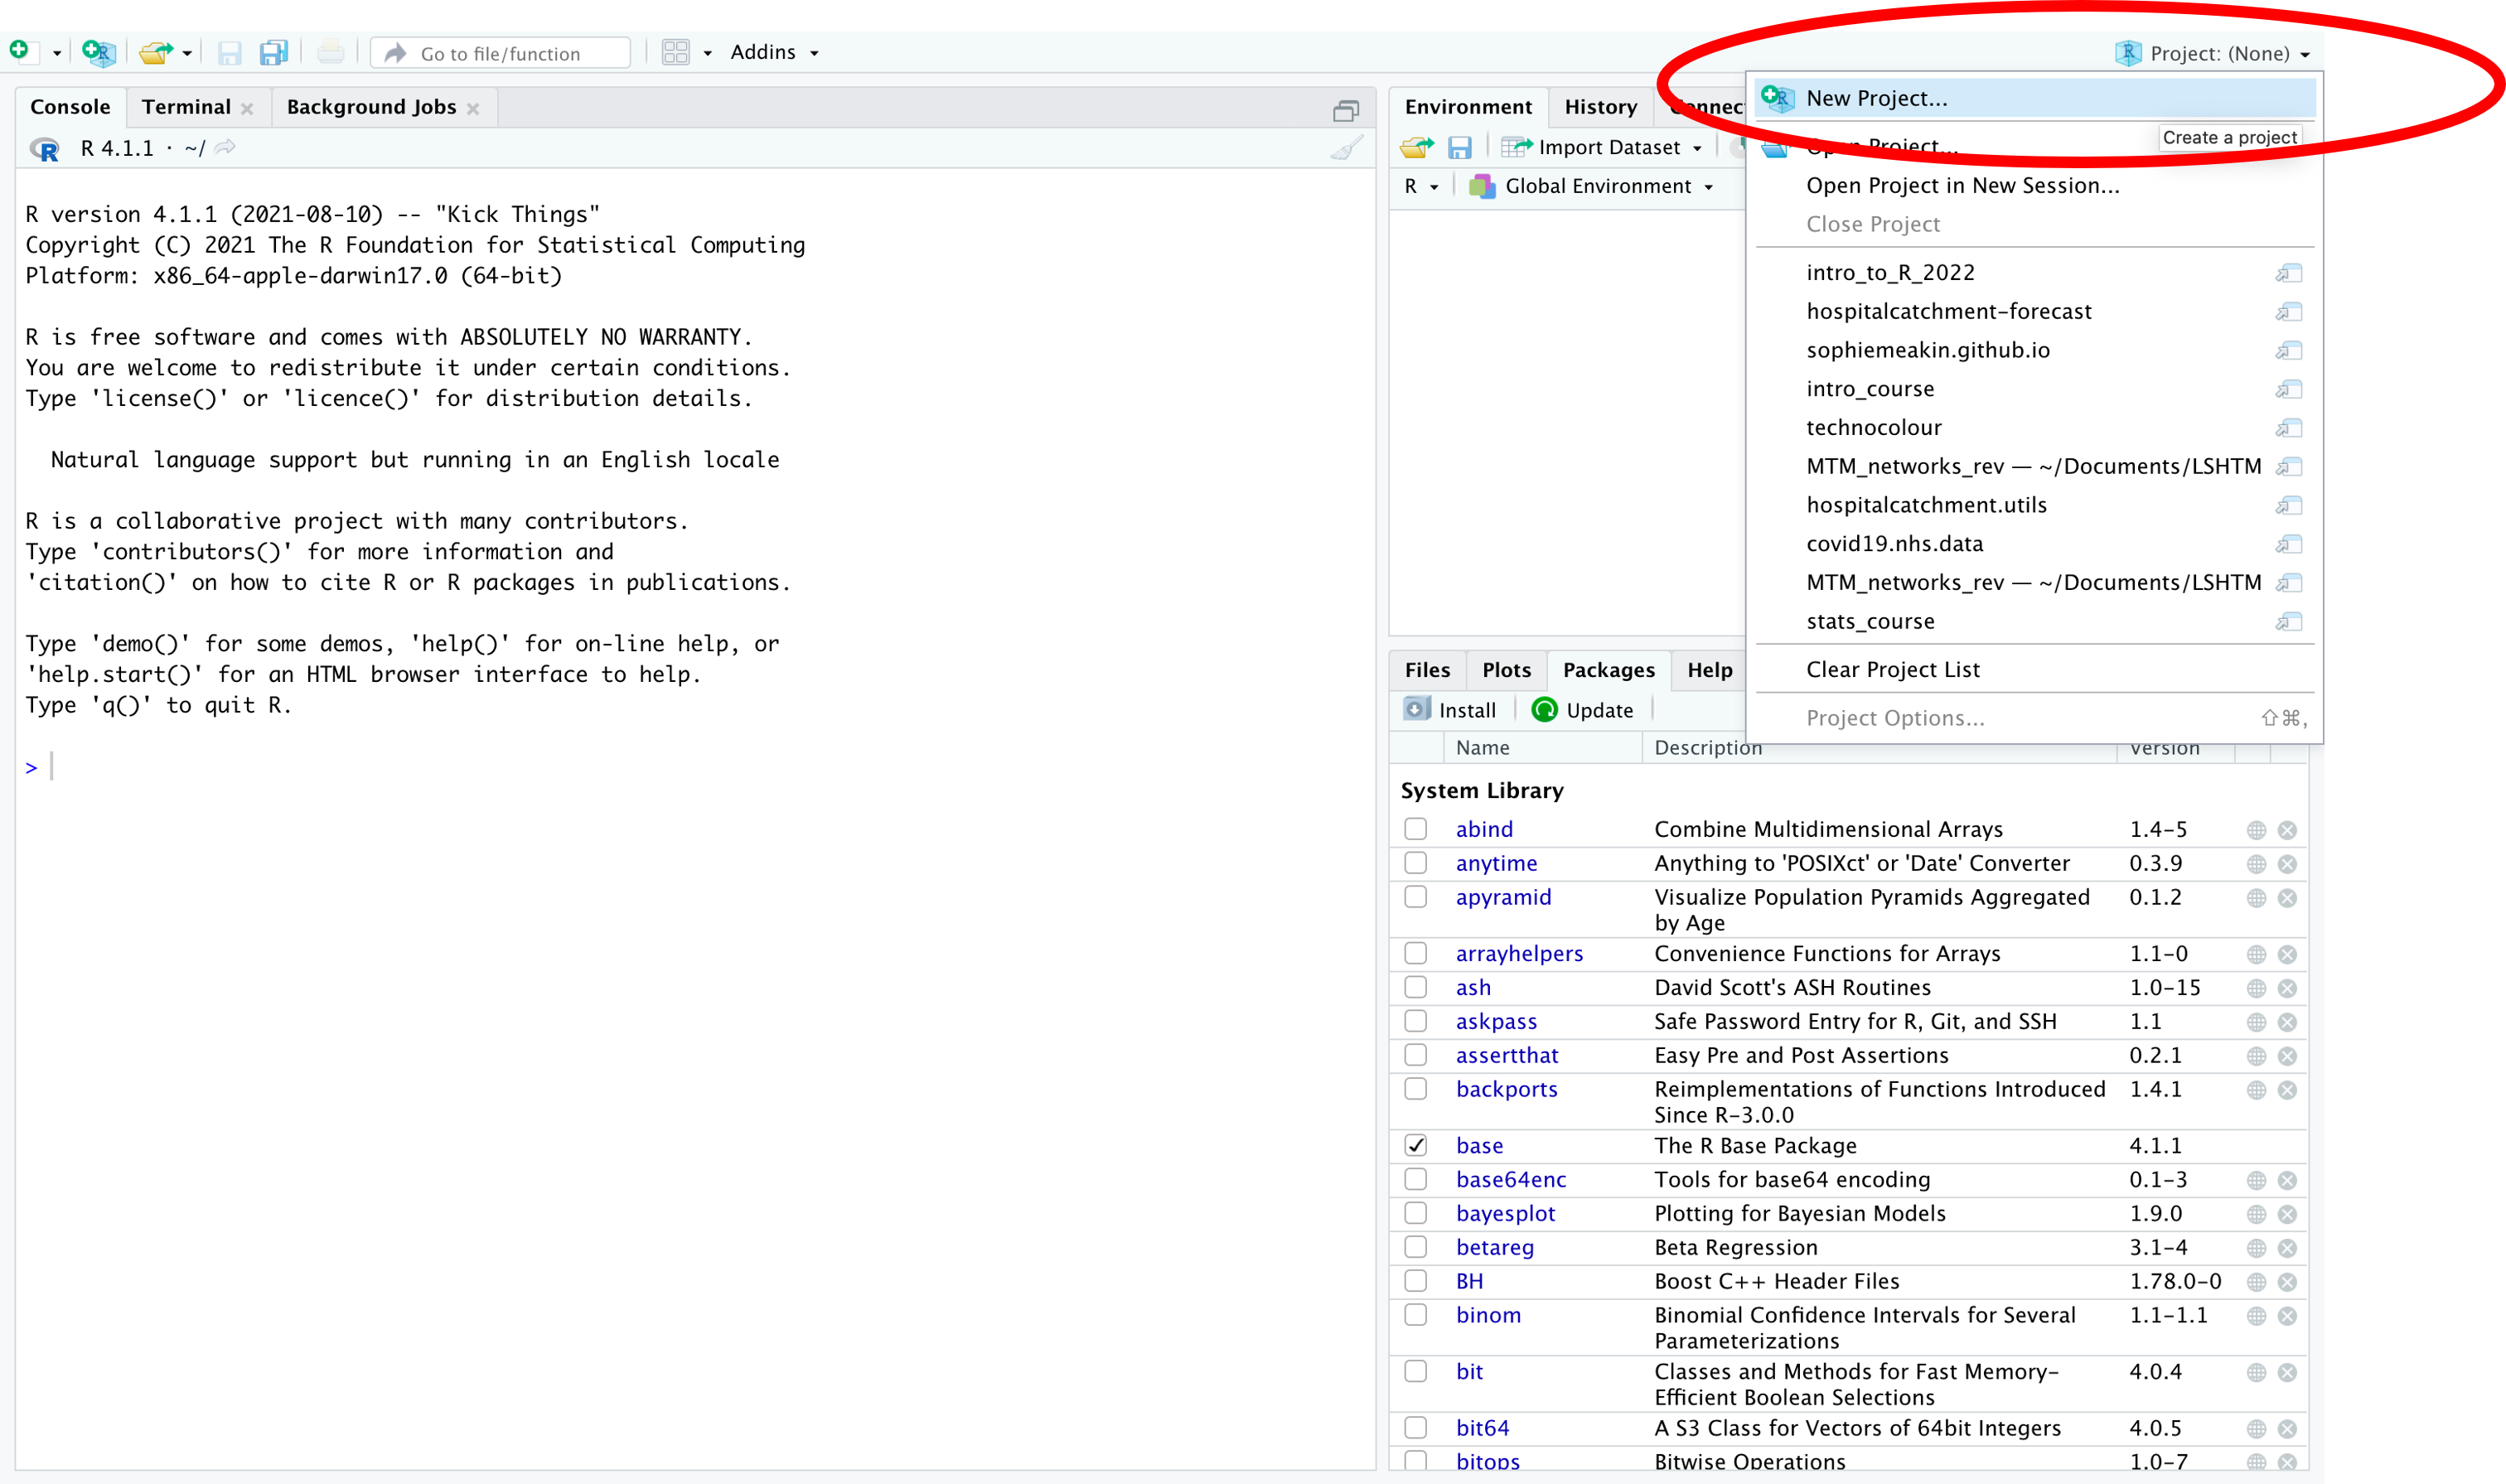 Go to file/function
Addins
Project: (None)
Console
Terminal
Background Jobs
R 4.1.1 · ~/
R version 4.1.1 (2021-08-10) -- "Kick Things"
Copyright (C) 2021 The R Foundation for Statistical Computing
Platform: x86_64-apple-darwin17.0 (64-bit)
R is free software and comes with ABSOLUTELY NO WARRANTY.
You are welcome to redistribute it under certain conditions.
Type 'license()' or 'licence()' for distribution details.
Natural language support but running in an English locale
R is a collaborative project with many contributors.
Type 'contributors()' for more information and
'citation()' on how to cite R or R packages in publications.
Type 'demo()' for some demos, 'help()' for on-line help, or
'help.start()' for an HTML browser interface to help.
Type 'q()' to quit R.
>
Environment
History
Connec
Import Dataset
R
Global Environment
New Project...
Create a project
Open Project...
Open Project in New Session...
Close Project
intro_to_R_2022
hospitalcatchment-forecast
sophiemeakin.github.io
intro_course
technocolour
MTM_networks_rev — ~/Documents/LSHTM
hospitalcatchment.utils
covid19.nhs.data
MTM_networks_rev — ~/Documents/LSHTM
stats_course
Clear Project List
Project Options... ⇧⌘,
Files
Plots
Packages
Help
Install
Update
Name Description Version
System Library
abind Combine Multidimensional Arrays 1.4-5
anytime Anything to 'POSIXct' or 'Date' Converter 0.3.9
apyramid Visualize Population Pyramids Aggregated 0.1.2
by Age
arrayhelpers Convenience Functions for Arrays 1.1-0
ash David Scott's ASH Routines 1.0-15
askpass Safe Password Entry for R, Git, and SSH 1.1
assertthat Easy Pre and Post Assertions 0.2.1
backports Reimplementations of Functions Introduced 1.4.1
Since R-3.0.0
base The R Base Package 4.1.1
base64enc Tools for base64 encoding 0.1-3
bayesplot Plotting for Bayesian Models 1.9.0
betareg Beta Regression 3.1-4
BH Boost C++ Header Files 1.78.0-0
binom Binomial Confidence Intervals for Several 1.1-1.1
Parameterizations
bit Classes and Methods for Fast Memory- 4.0.4
Efficient Boolean Selections
bit64 A S3 Class for Vectors of 64bit Integers 4.0.5
bitops Bitwise Operations 1.0-7